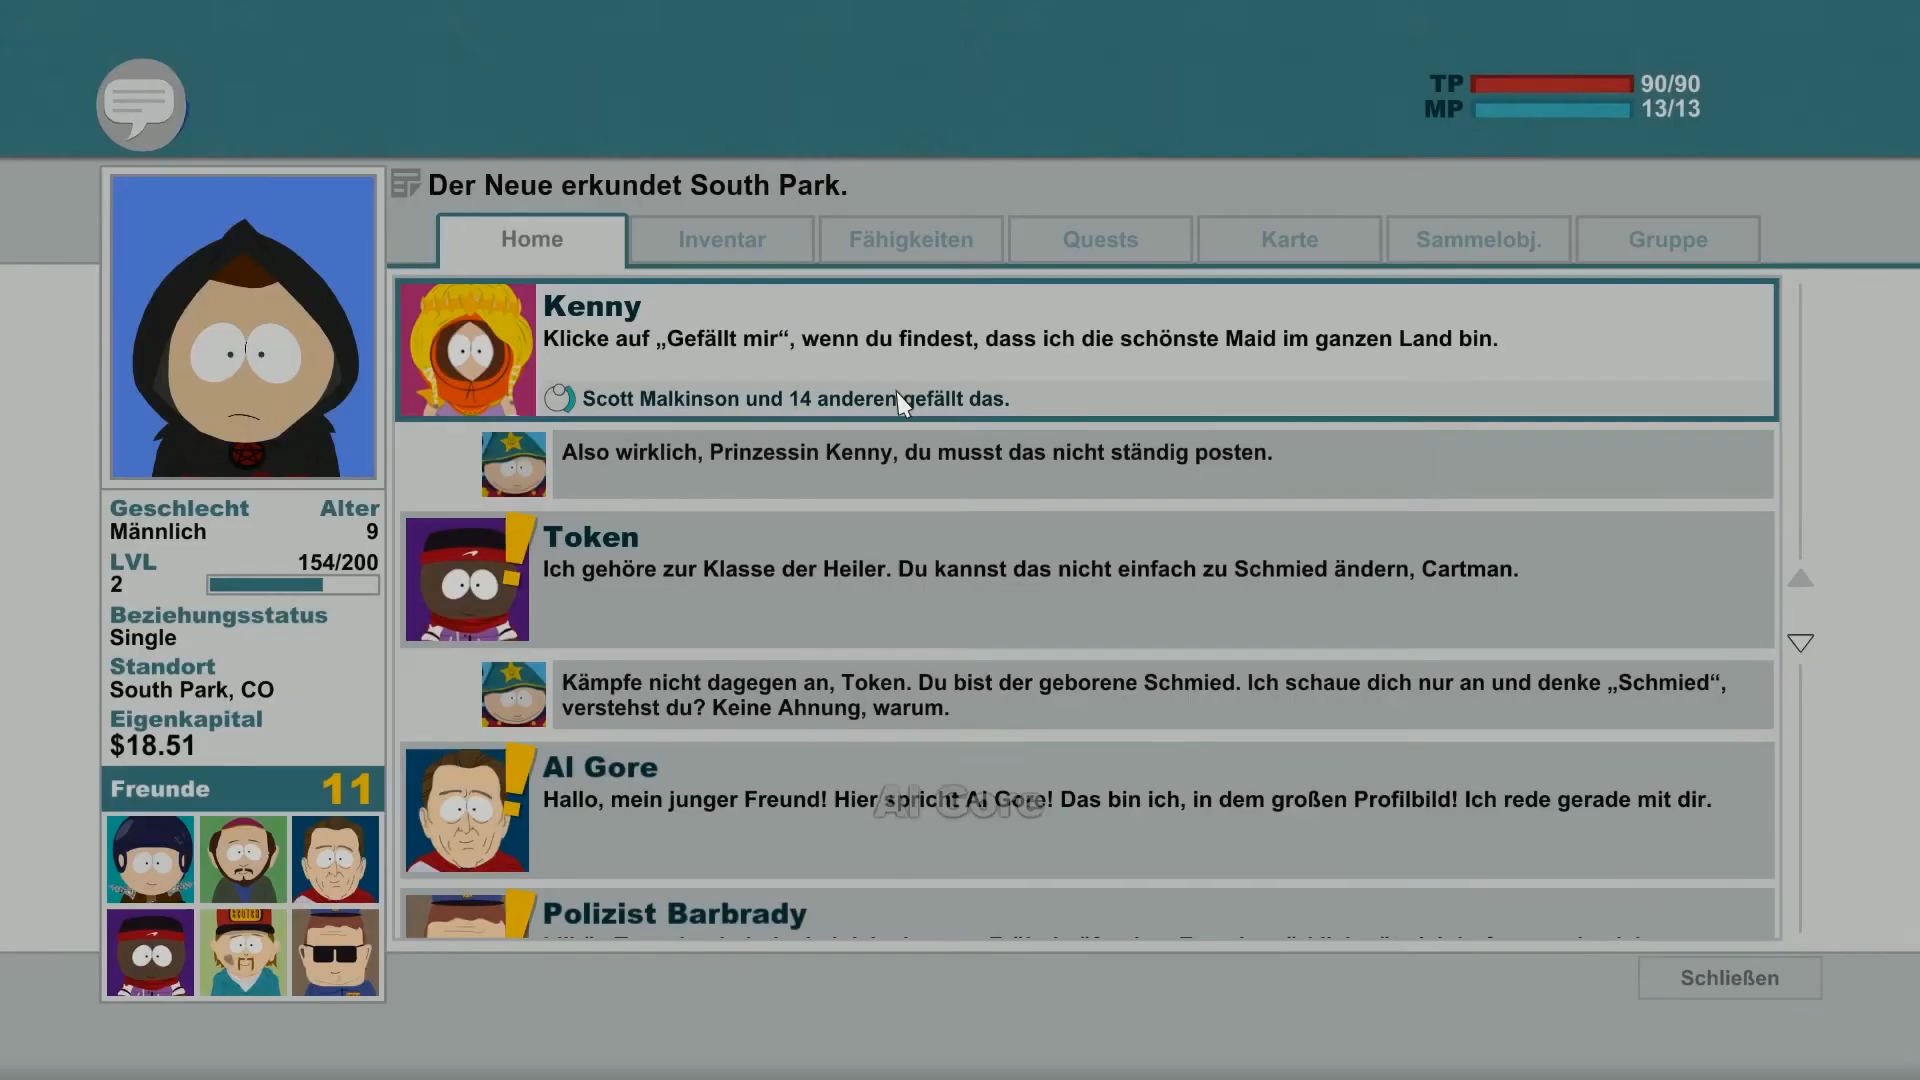 TP 90/90
MP 13/13
Der Neue erkundet South Park.
Home Inventar Fähigkeiten Quests Karte Sammelobj. Gruppe
Kenny
Klicke auf „Gefällt mir“, wenn du findest, dass ich die schönste Maid im ganzen Land bin.
Scott Malkinson und 14 anderen gefällt das.
Also wirklich, Prinzessin Kenny, du musst das nicht ständig posten.
Token
Ich gehöre zur Klasse der Heiler. Du kannst das nicht einfach zu Schmied ändern, Cartman.
Kämpfe nicht dagegen an, Token. Du bist der geborene Schmied. Ich schaue dich nur an und denke „Schmied“,
verstehst du? Keine Ahnung, warum.
Al Gore
Hallo, mein junger Freund! Hier spricht Al Gore! Das bin ich, in dem großen Profilbild! Ich rede gerade mit dir.
Al Gore
Polizist Barbrady
Geschlecht Alter
Männlich 9
LVL 154/200
2
Beziehungsstatus
Single
Standort
South Park, CO
Eigenkapital
$18.51
Freunde 11
Schließen